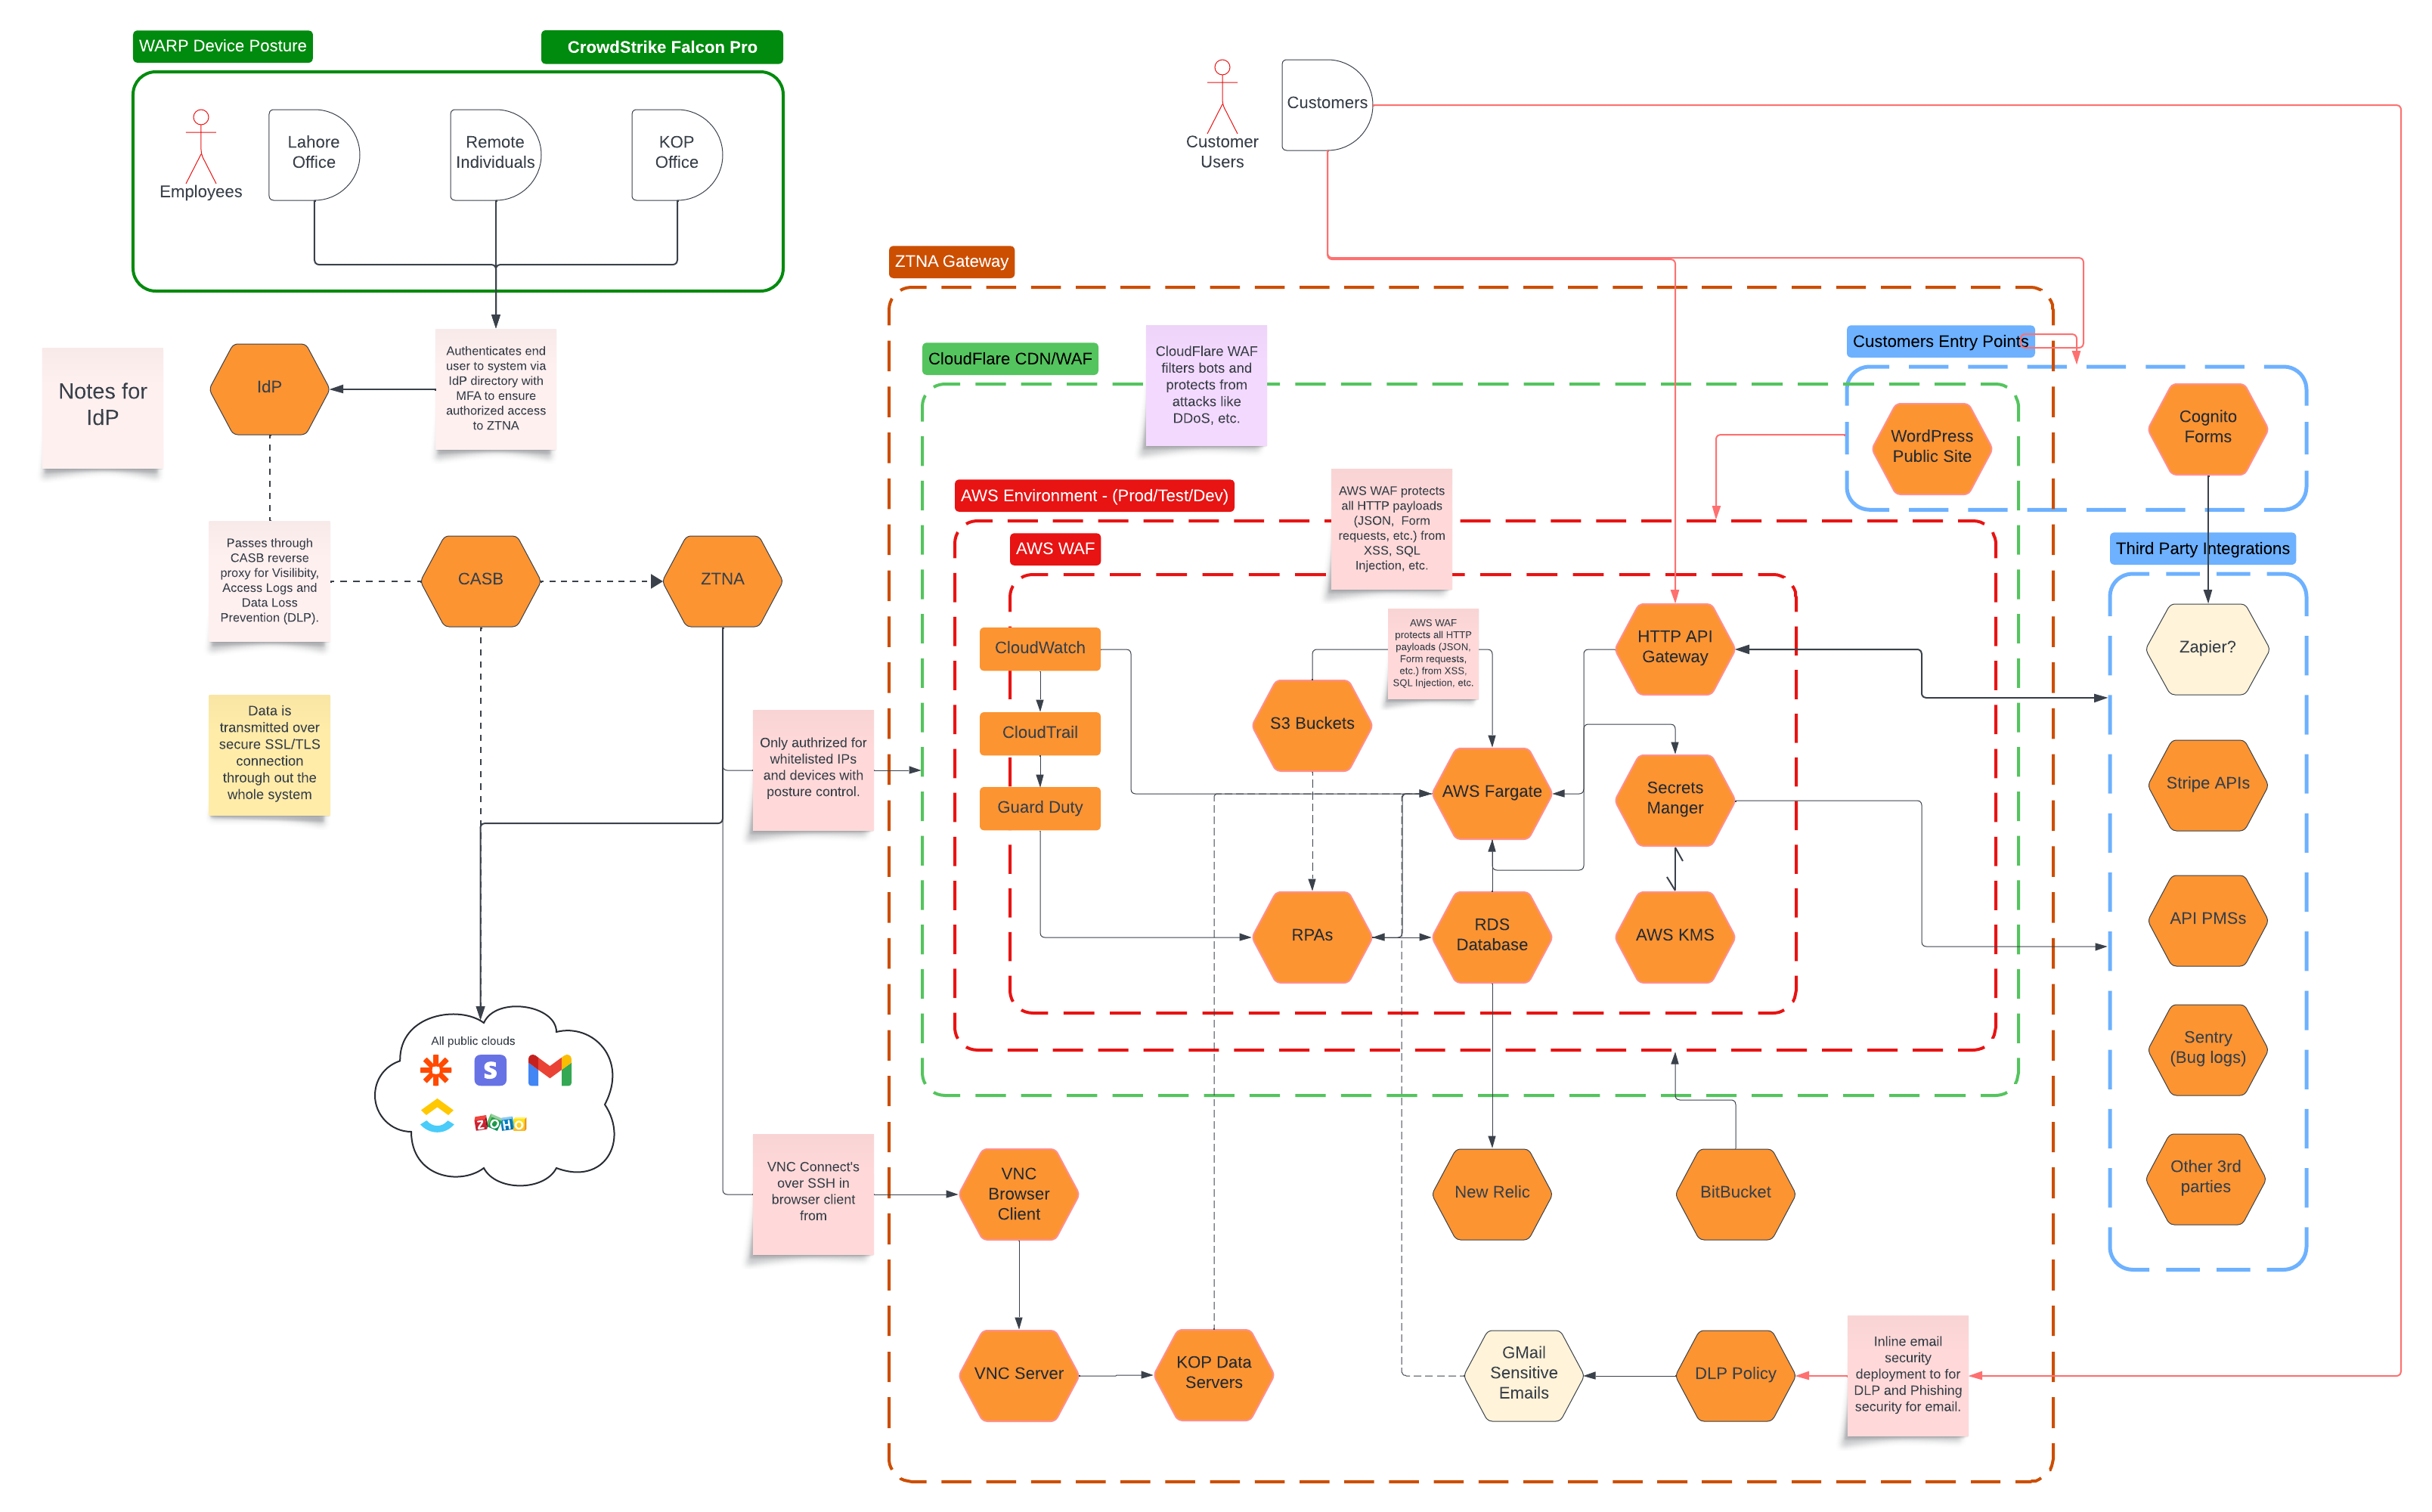 WARP Device Posture
CrowdStrike Falcon Pro
Employees
Lahore
Office
Remote
Individuals
KOP
Office
Customer
Users
Customers
Notes for
IdP
IdP
Authenticates end
user to system via
IdP directory with
MFA to ensure
authorized access
to ZTNA
Passes through
CASB reverse
proxy for Visilibity,
Access Logs and
Data Loss
Prevention (DLP).
CASB
ZTNA
Data is
transmitted over
secure SSL/TLS
connection
through out the
whole system
Only authrized for
whitelisted IPs
and devices with
posture control.
All public clouds
S
ZOHO
VNC Connect's
over SSH in
browser client
from
ZTNA Gateway
CloudFlare CDN/WAF
CloudFlare WAF
filters bots and
protects from
attacks like
DDoS, etc.
Customers Entry Points
WordPress
Public Site
Cognito
Forms
AWS Environment - (Prod/Test/Dev)
AWS WAF protects
all HTTP payloads
(JSON, Form
requests, etc.) from
XSS, SQL
Injection, etc.
AWS WAF
AWS WAF
protects all HTTP
payloads (JSON,
Form requests,
etc.) from XSS,
SQL Injection, etc.
CloudWatch
CloudTrail
Guard Duty
S3 Buckets
HTTP API
Gateway
AWS Fargate
Secrets
Manger
RPAs
RDS
Database
AWS KMS
Third Party Integrations
Zapier?
Stripe APIs
API PMSs
Sentry
(Bug logs)
Other 3rd
parties
VNC
Browser
Client
New Relic
BitBucket
VNC Server
KOP Data
Servers
GMail
Sensitive
Emails
DLP Policy
Inline email
security
deployment to for
DLP and Phishing
security for email.